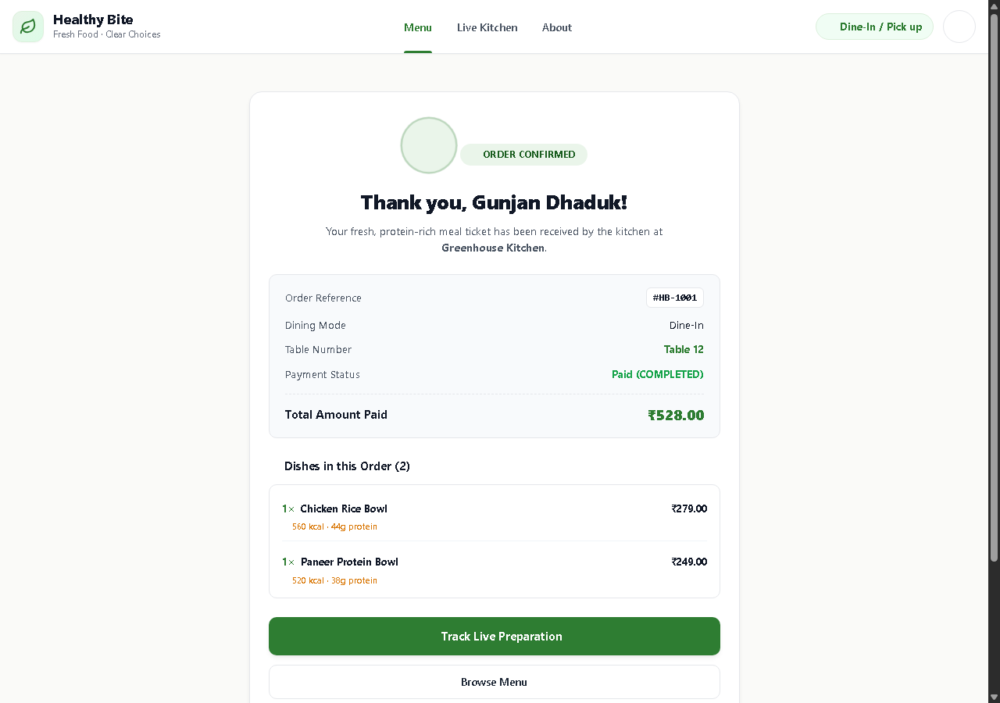 Healthy Bite
Fresh Food · Clear Choices
Menu
Live Kitchen
About
Dine-In / Pick up
ORDER CONFIRMED
Thank you, Gunjan Dhaduk!
Your fresh, protein-rich meal ticket has been received by the kitchen at
Greenhouse Kitchen.
Order Reference
#HB-1001
Dining Mode
Dine-In
Table Number
Table 12
Payment Status
Paid (COMPLETED)
Total Amount Paid
₹528.00
Dishes in this Order (2)
1× Chicken Rice Bowl
₹279.00
560 kcal · 44g protein
1× Paneer Protein Bowl
₹249.00
520 kcal · 38g protein
Track Live Preparation
Browse Menu